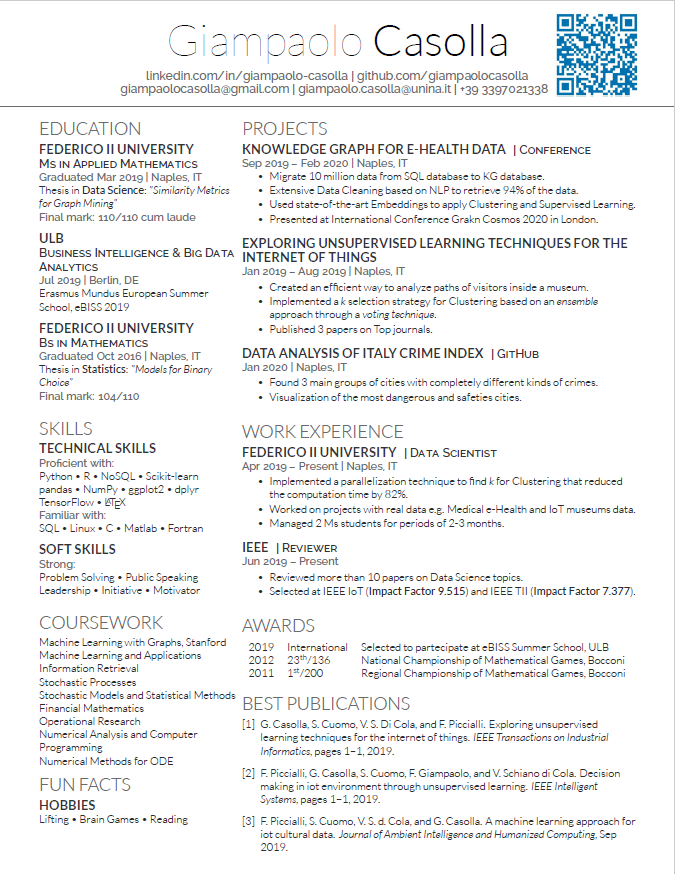 Giampaolo Casolla
linkedin.com/in/giampaolo-casolla | github.com/giampaolocasolla
giampaolocasolla@gmail.com | giampaolo.casolla@unina.it | +39 3397021338
EDUCATION
FEDERICO II UNIVERSITY
Ms in Applied Mathematics
Graduated Mar 2019 | Naples, IT
Thesis in Data Science: "Similarity Metrics
for Graph Mining"
Final mark: 110/110 cum laude
ULB
Business Intelligence & Big Data
Analytics
Jul 2019 | Berlin, DE
Erasmus Mundus European Summer
School, eBISS 2019
FEDERICO II UNIVERSITY
Bs in Mathematics
Graduated Oct 2016 | Naples, IT
Thesis in Statistics: "Models for Binary
Choice"
Final mark: 104/110
SKILLS
TECHNICAL SKILLS
Proficient with:
Python • R • NoSQL • Scikit-learn
pandas • NumPy • ggplot2 • dplyr
TensorFlow • LATEX
Familiar with:
SQL • Linux • C • Matlab • Fortran
SOFT SKILLS
Strong:
Problem Solving • Public Speaking
Leadership • Initiative • Motivator
COURSEWORK
Machine Learning with Graphs, Stanford
Machine Learning and Applications
Information Retrieval
Stochastic Processes
Stochastic Models and Statistical Methods
Financial Mathematics
Operational Research
Numerical Analysis and Computer
Programming
Numerical Methods for ODE
FUN FACTS
HOBBIES
Lifting • Brain Games • Reading
PROJECTS
KNOWLEDGE GRAPH FOR E-HEALTH DATA | Conference
Sep 2019 – Feb 2020 | Naples, IT
• Migrate 10 million data from SQL database to KG database.
• Extensive Data Cleaning based on NLP to retrieve 94% of the data.
• Used state-of-the-art Embeddings to apply Clustering and Supervised Learning.
• Presented at International Conference Grakn Cosmos 2020 in London.
EXPLORING UNSUPERVISED LEARNING TECHNIQUES FOR THE
INTERNET OF THINGS
Jan 2019 – Aug 2019 | Naples, IT
• Created an efficient way to analyze paths of visitors inside a museum.
• Implemented a k selection strategy for Clustering based on an ensemble
approach through a voting technique.
• Published 3 papers on Top journals.
DATA ANALYSIS OF ITALY CRIME INDEX | GitHub
Jan 2020 | Naples, IT
• Found 3 main groups of cities with completely different kinds of crimes.
• Visualization of the most dangerous and safeties cities.
WORK EXPERIENCE
FEDERICO II UNIVERSITY | Data Scientist
Apr 2019 – Present | Naples, IT
• Implemented a parallelization technique to find k for Clustering that reduced
the computation time by 82%.
• Worked on projects with real data e.g. Medical e-Health and IoT museums data.
• Managed 2 Ms students for periods of 2-3 months.
IEEE | Reviewer
Jun 2019 – Present
• Reviewed more than 10 papers on Data Science topics.
• Selected at IEEE IoT (Impact Factor 9.515) and IEEE TII (Impact Factor 7.377).
AWARDS
2019 International Selected to partecipate at eBISS Summer School, ULB
2012 23th/136 National Championship of Mathematical Games, Bocconi
2011 1st/200 Regional Championship of Mathematical Games, Bocconi
BEST PUBLICATIONS
[1] G. Casolla, S. Cuomo, V. S. Di Cola, and F. Piccialli. Exploring unsupervised
learning techniques for the internet of things. IEEE Transactions on Industrial
Informatics, pages 1–1, 2019.
[2] F. Piccialli, G. Casolla, S. Cuomo, F. Giampaolo, and V. Schiano di Cola. Decision
making in iot environment through unsupervised learning. IEEE Intelligent
Systems, pages 1–1, 2019.
[3] F. Piccialli, S. Cuomo, V. S. d. Cola, and G. Casolla. A machine learning approach for
iot cultural data. Journal of Ambient Intelligence and Humanized Computing, Sep
2019.